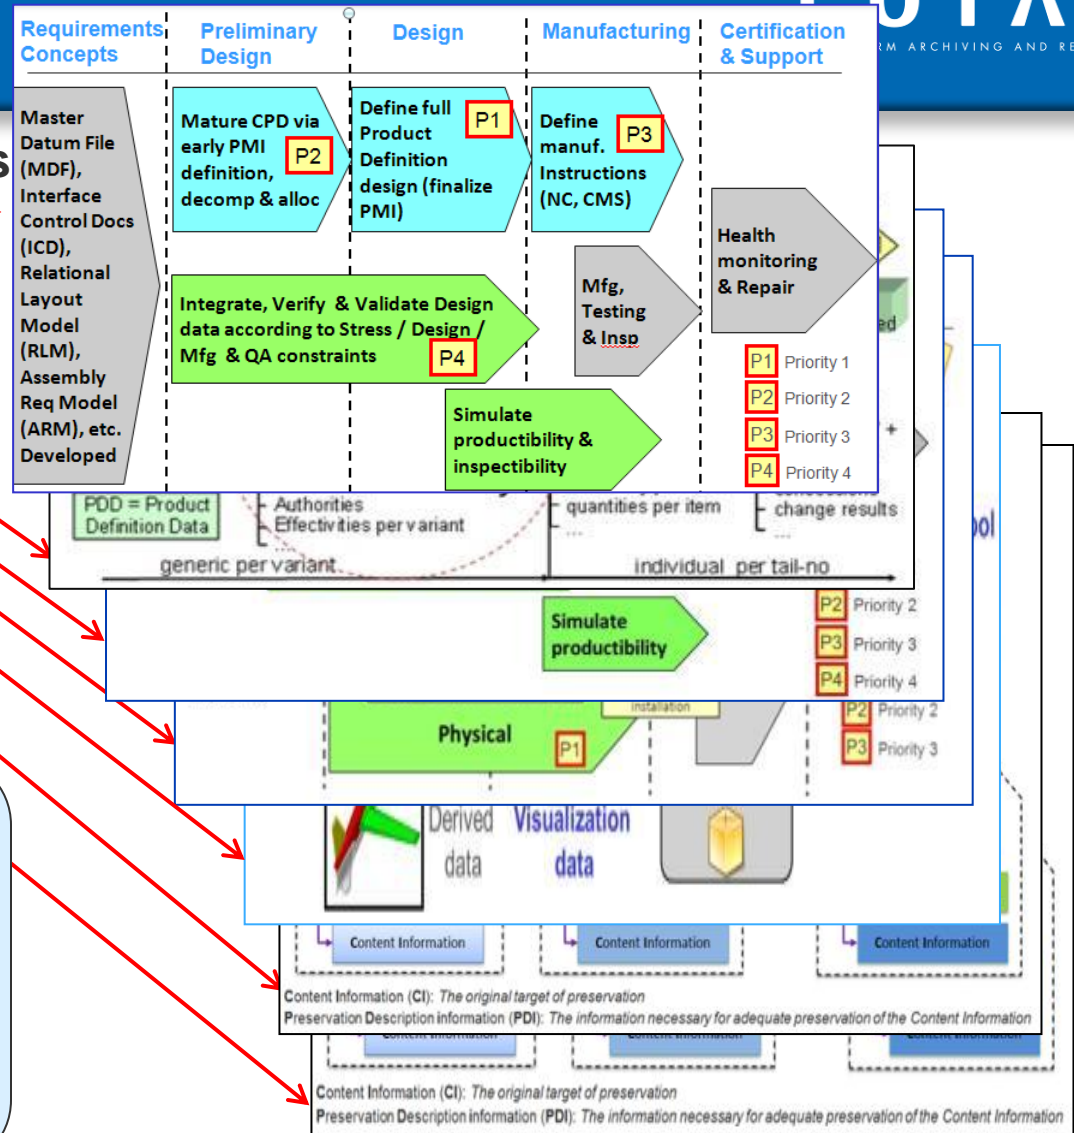 RM ARCHIVING AND RE
s
Requirements
Concepts
Preliminary
Design
Design
Manufacturing
Certification
& Support
Master
Datum File
(MDF),
Interface
Control Docs
(ICD),
Relational
Layout
Model
(RLM),
Assembly
Req Model
(ARM), etc.
Developed
Mature CPD via
early PMI
definition,
decomp & alloc
P2
Define full
Product
Definition
design (finalize
PMI)
P1
Define
manuf.
Instructions
(NC, CMS)
P3
Health
monitoring
& Repair
Integrate, Verify & Validate Design
data according to Stress / Design /
Mfg & QA constraints
P4
Mfg,
Testing
& Insp
Simulate
productibility &
inspectibility
P1 Priority 1
P2 Priority 2
P3 Priority 3
P4 Priority 4
ed
+
PDD = Product
Definition Data
Authorities
Effectivities per variant
...
quantities per item
...
change results
...
ool
generic per variant
individual per tail-no
Simulate
productibility
P2 Priority 2
P3 Priority 3
P4 Priority 4
installation
Physical
P1
P2 Priority 2
P3 Priority 3
Derived
data
Visualization
data
Content Information
Content Information
Content Information
Content Information (CI): The original target of preservation
Preservation Description information (PDI): The information necessary for adequate preservation of the Content Information
Content Information
Content Information
Content Information
Content Information (CI): The original target of preservation
Preservation Description information (PDI): The information necessary for adequate preservation of the Content Information